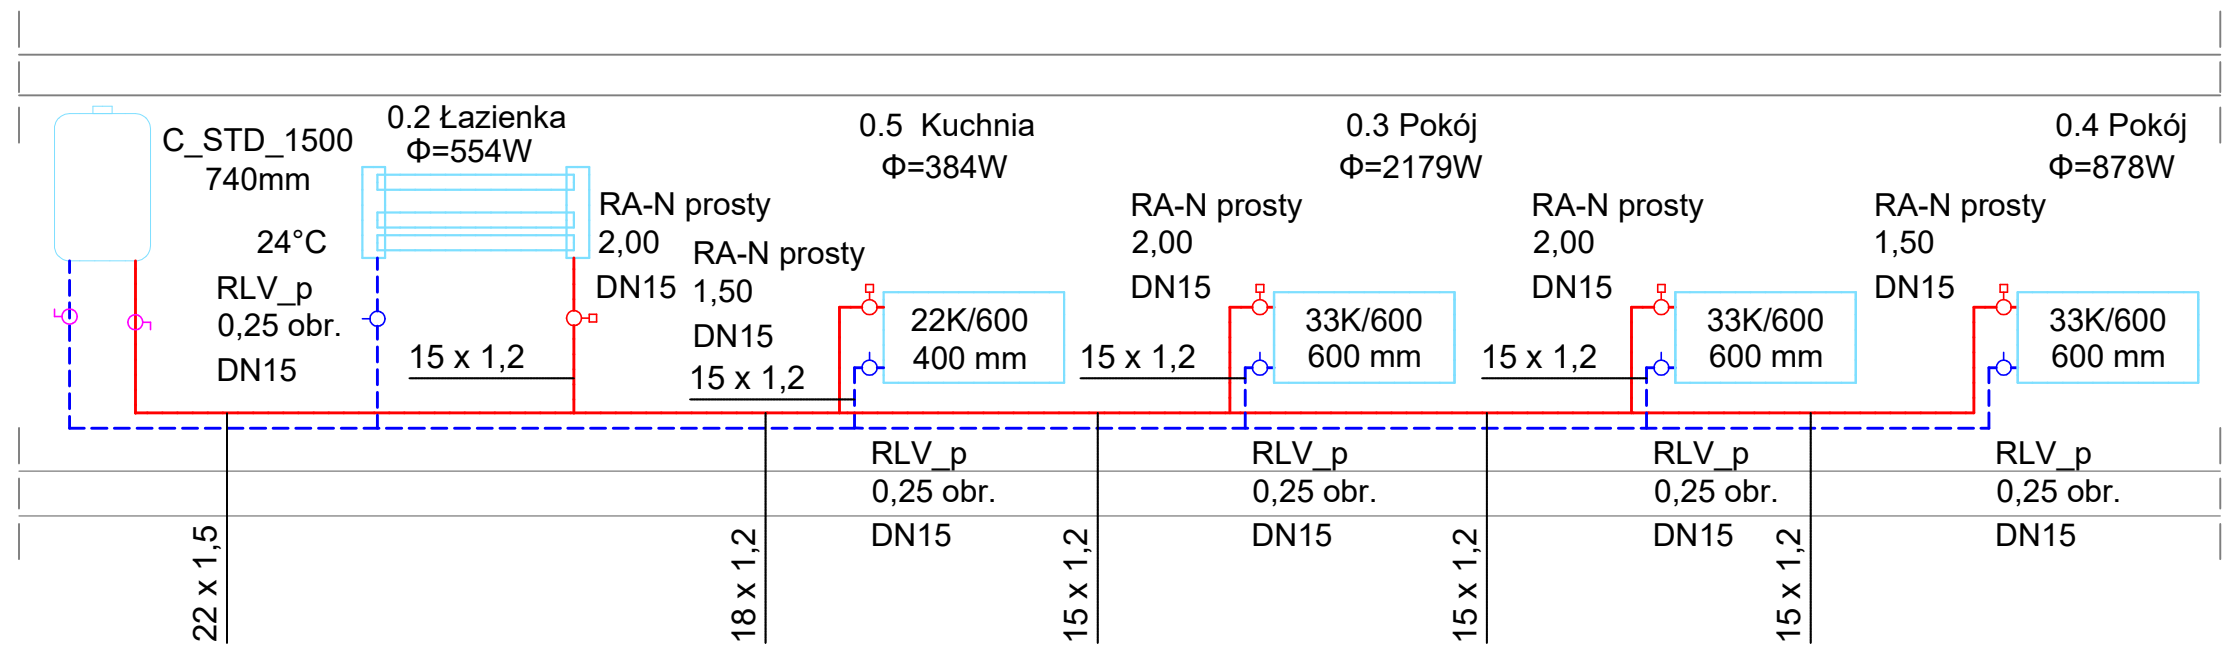 C_STD_1500
740mm
0.2 Łazienka
Φ=554W
24°C
RLV_p
0,25 obr.
DN15
15 x 1,2
RA-N prosty
2,00
DN15
RA-N prosty
1,50
DN15
15 x 1,2
0.5 Kuchnia
Φ=384W
22K/600
400 mm
RLV_p
0,25 obr.
DN15
0.3 Pokój
Φ=2179W
RA-N prosty
2,00
DN15
15 x 1,2
33K/600
600 mm
RLV_p
0,25 obr.
DN15
RA-N prosty
2,00
DN15
15 x 1,2
33K/600
600 mm
RLV_p
0,25 obr.
DN15
0.4 Pokój
Φ=878W
RA-N prosty
1,50
DN15
33K/600
600 mm
RLV_p
0,25 obr.
DN15
22 x 1,5
18 x 1,2
15 x 1,2
15 x 1,2
15 x 1,2